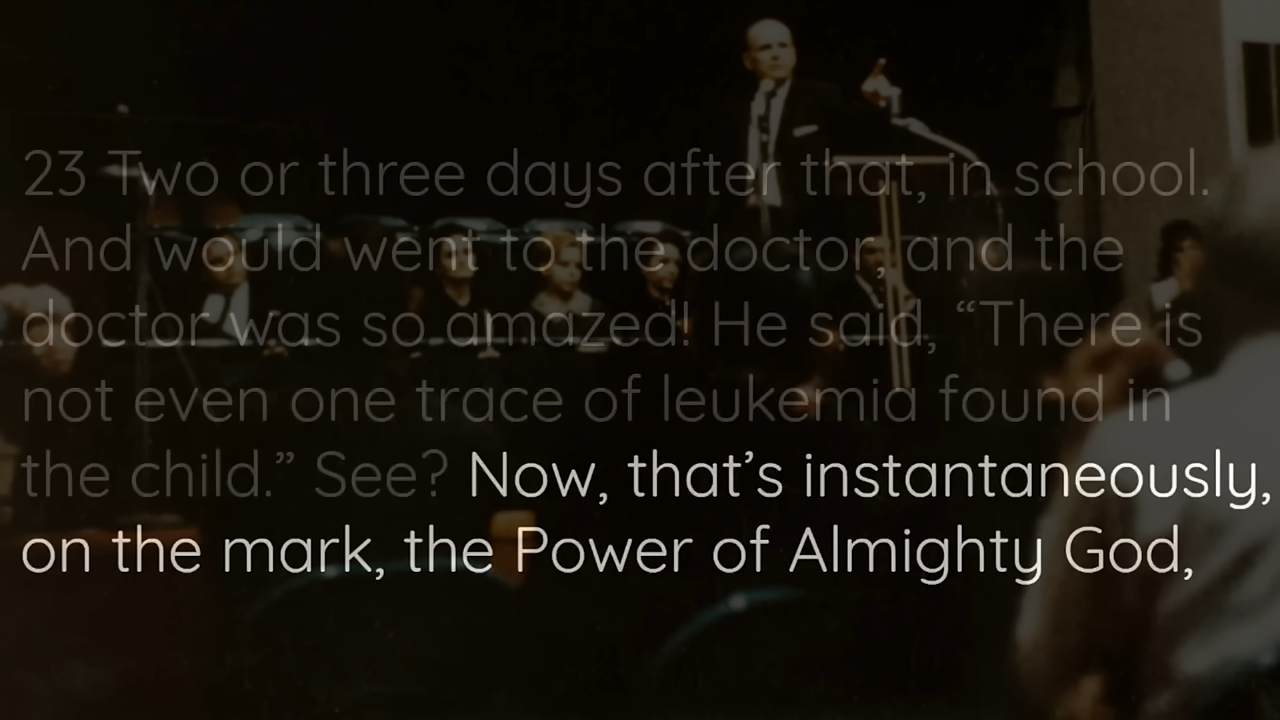 23 Two or three days after that, in school.
And would went to the doctor, and the
doctor was so amazed! He said, “There is
not even one trace of leukemia found in
the child.” See? Now, that’s instantaneously,
on the mark, the Power of Almighty God,